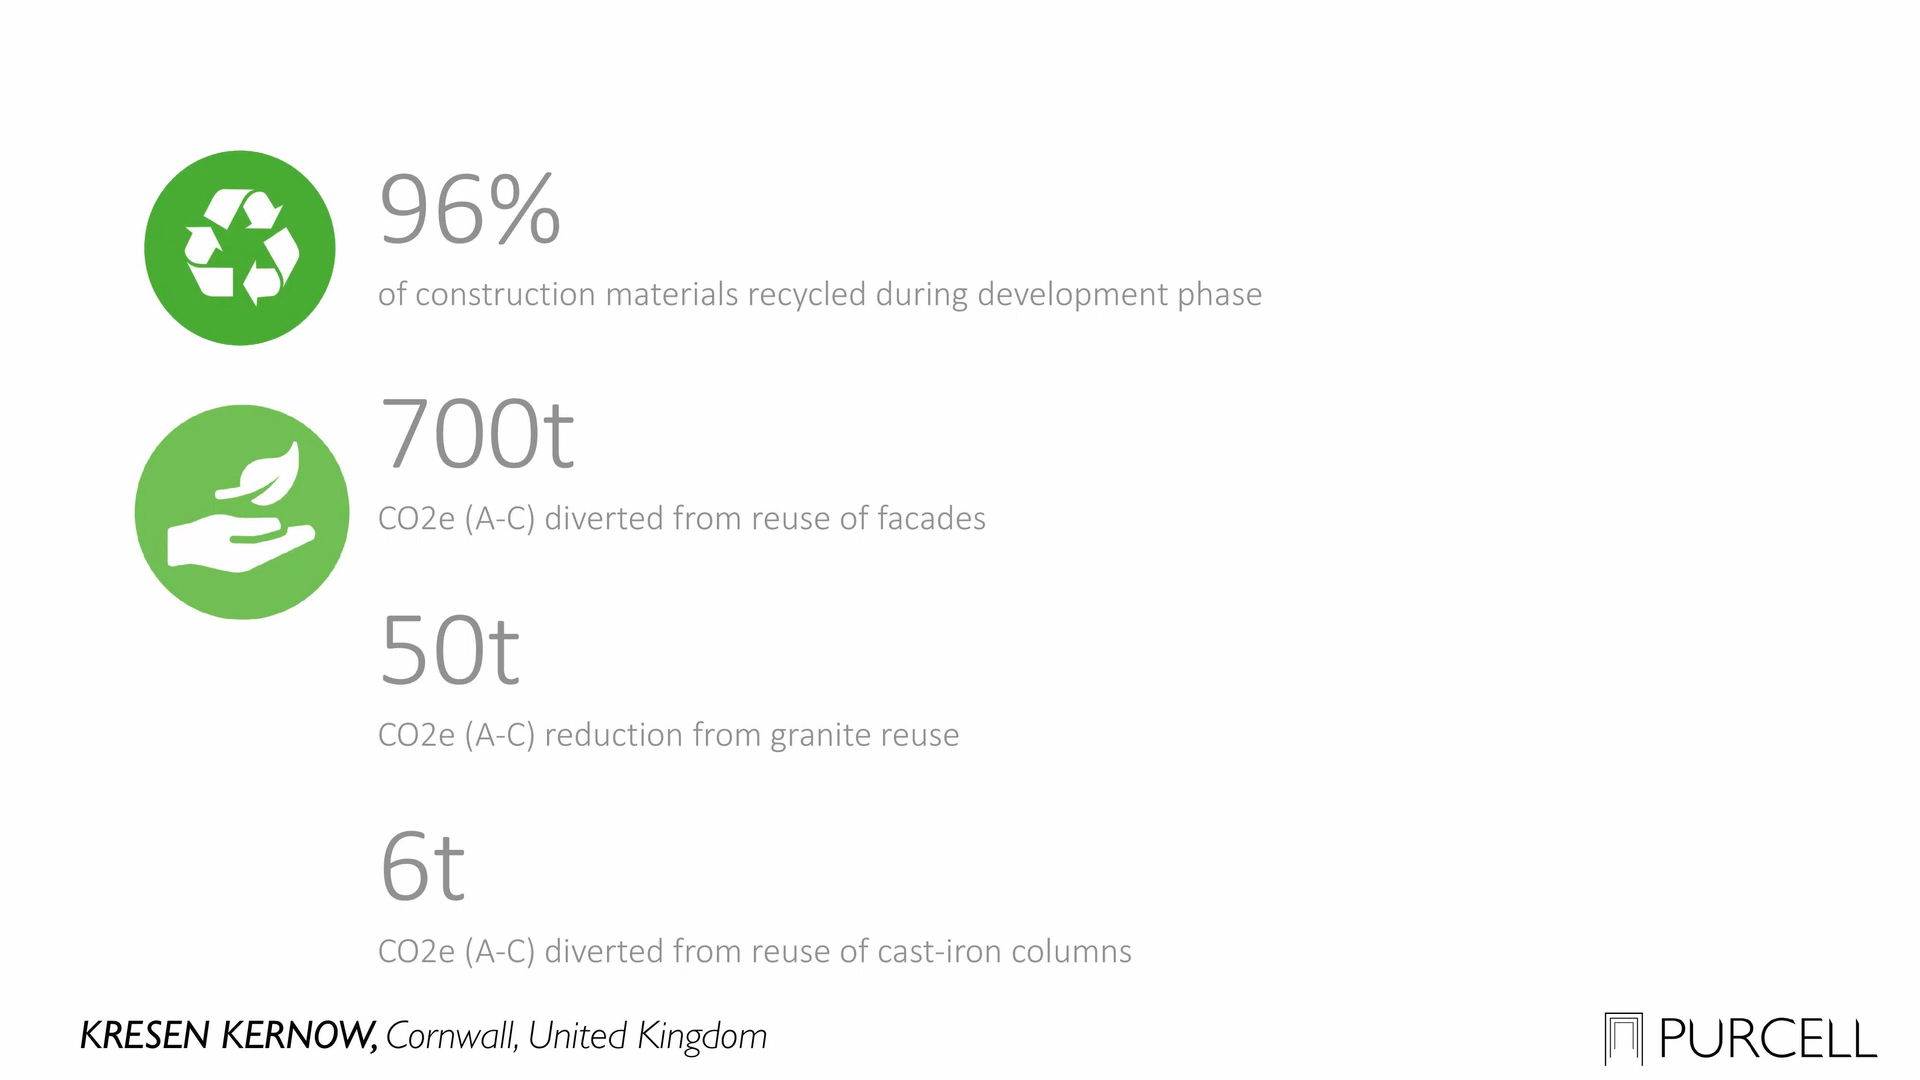 96%
of construction materials recycled during development phase
700t
CO2e (A-C) diverted from reuse of facades
50t
CO2e (A-C) reduction from granite reuse
6t
CO2e (A-C) diverted from reuse of cast-iron columns
KRESEN KERNOW, Cornwall, United Kingdom
PURCELL